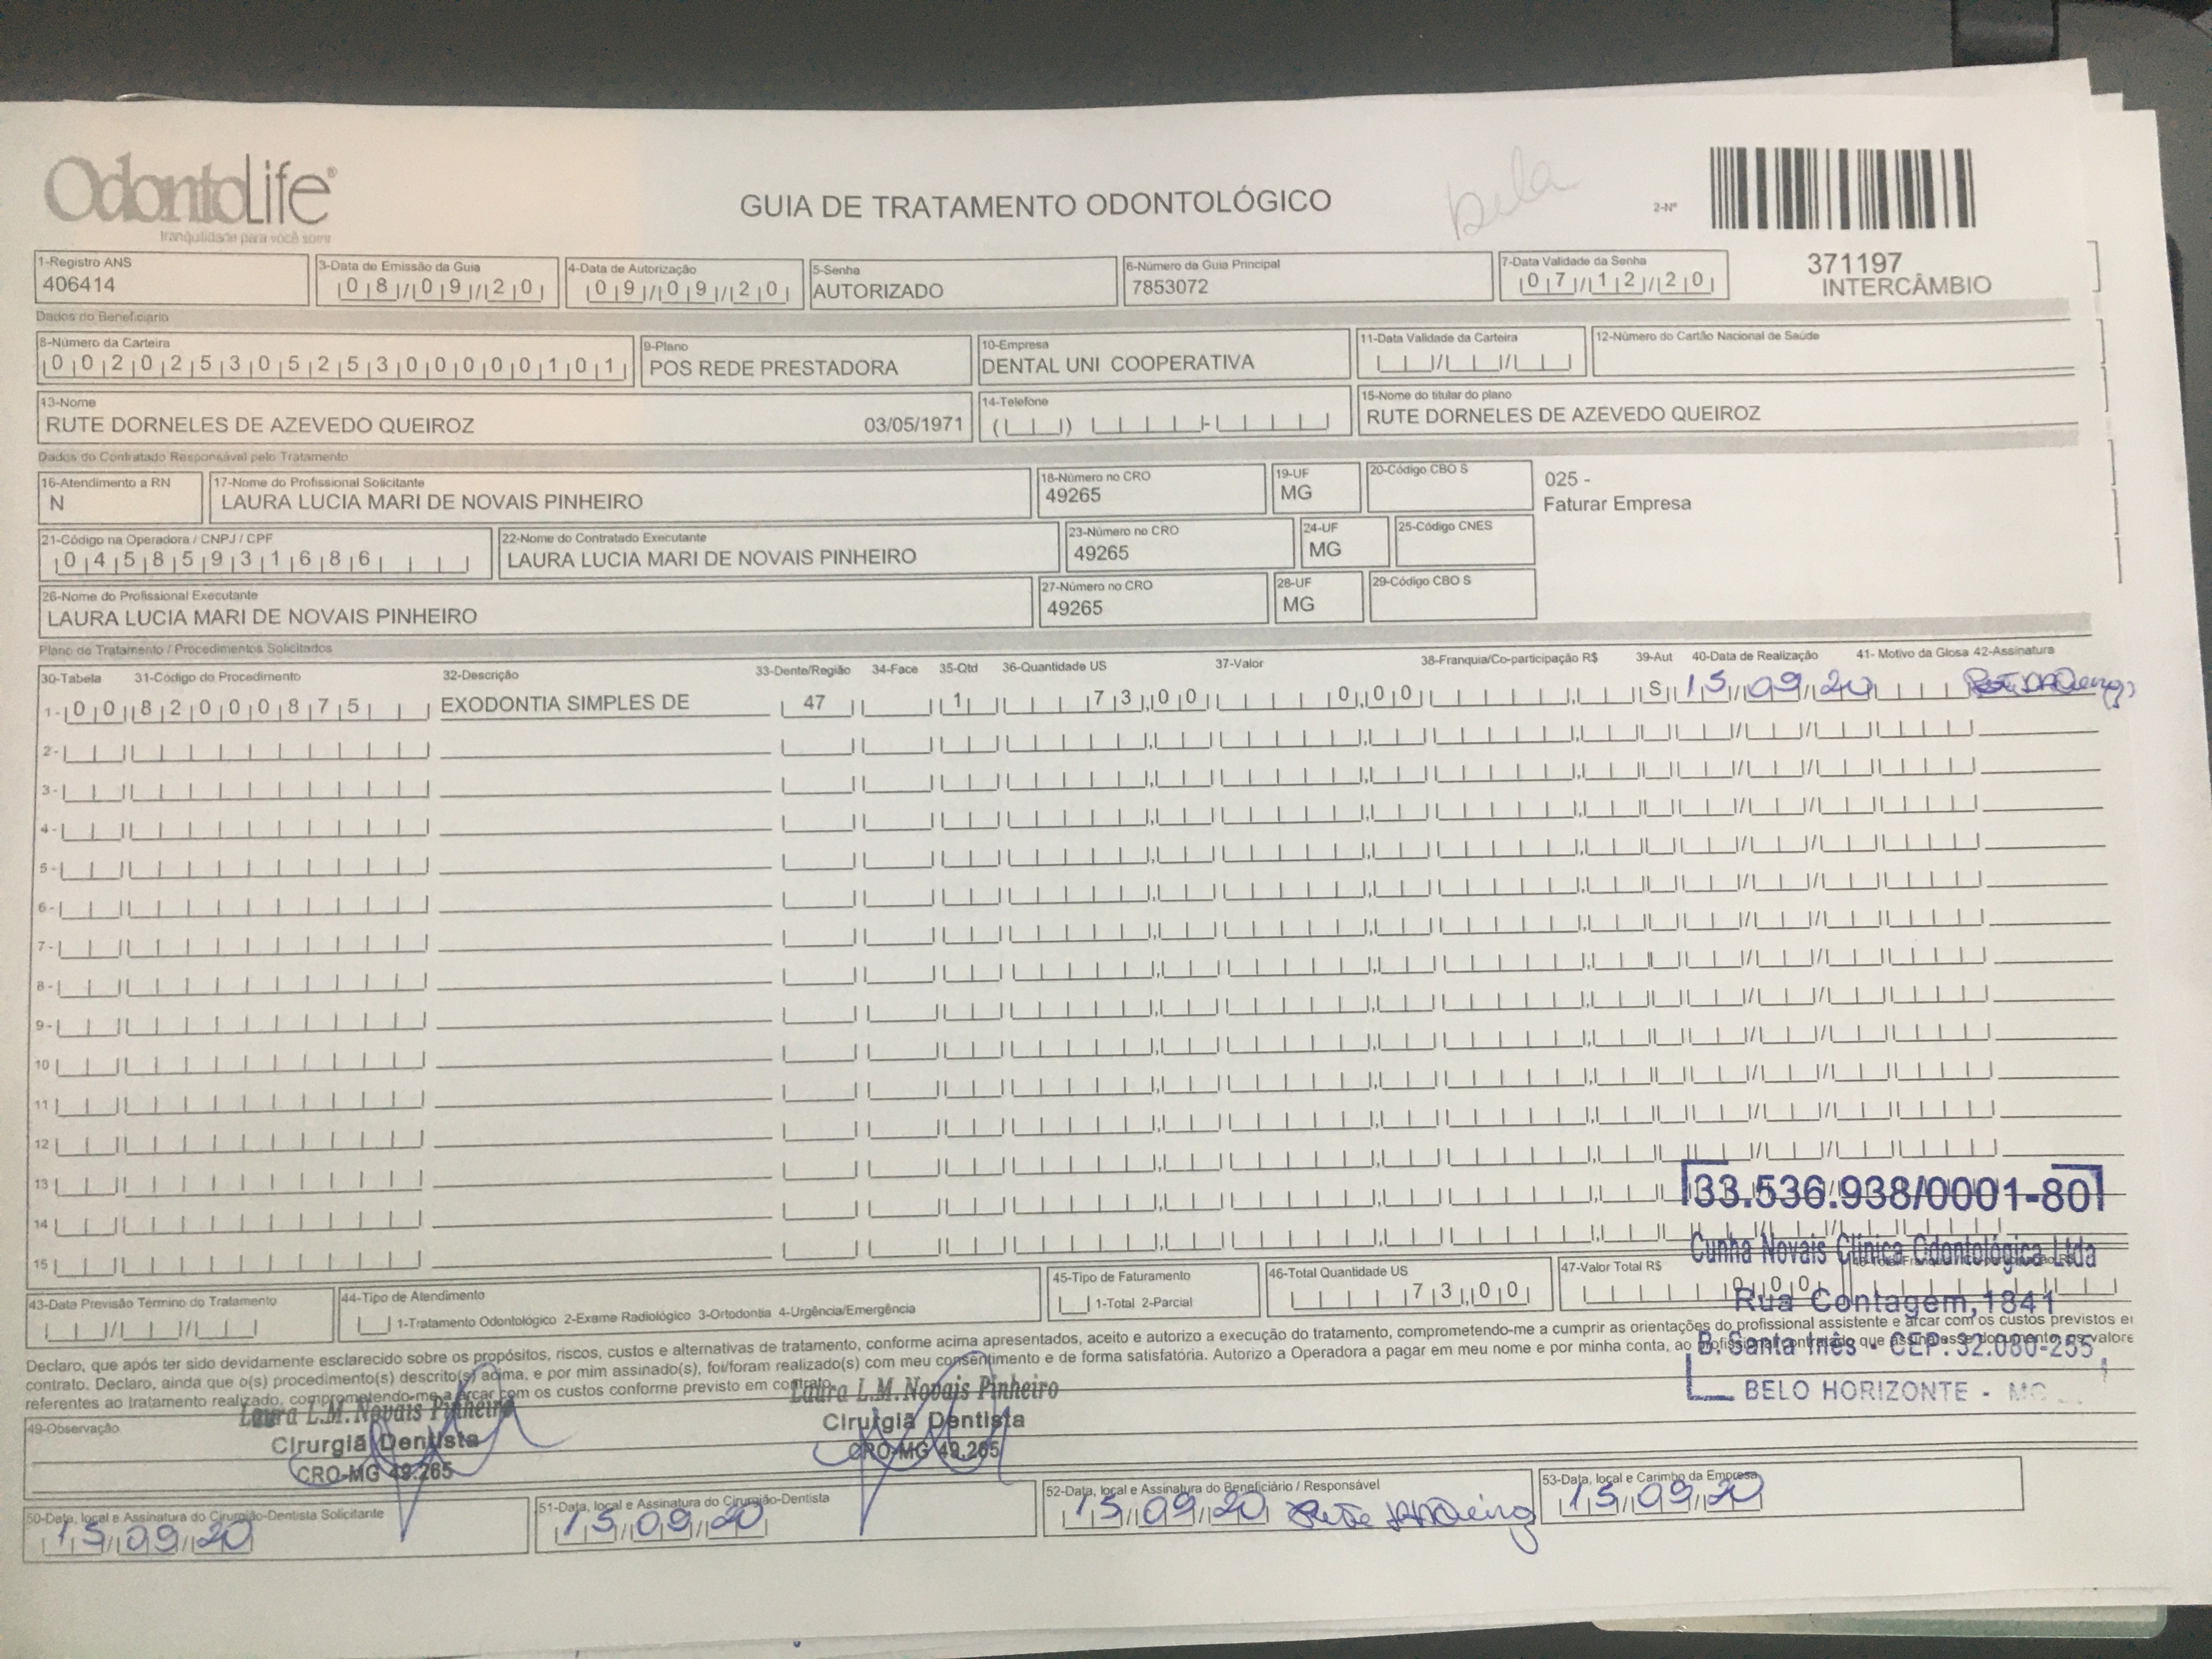 OdontoLife®
tranquilidade para você sorrir
GUIA DE TRATAMENTO ODONTOLÓGICO
bela
2-Nº
371197
INTERCÂMBIO
1-Registro ANS
406414
3-Data de Emissão da Guia
08/09/20
4-Data de Autorização
09/09/20
5-Senha
AUTORIZADO
6-Número da Guia Principal
7853072
7-Data Validade da Senha
07/12/20
Dados do Beneficiário
8-Número da Carteira
00202530525300000101
9-Plano
POS REDE PRESTADORA
10-Empresa
DENTAL UNI COOPERATIVA
11-Data Validade da Carteira
12-Número do Cartão Nacional de Saúde
13-Nome
RUTE DORNELES DE AZEVEDO QUEIROZ 03/05/1971
14-Telefone
15-Nome do titular do plano
RUTE DORNELES DE AZEVEDO QUEIROZ
Dados do Contratado Responsável pelo Tratamento
16-Atendimento a RN
N
17-Nome do Profissional Solicitante
LAURA LUCIA MARI DE NOVAIS PINHEIRO
18-Número no CRO
49265
19-UF
MG
20-Código CBO S
025 -
Faturar Empresa
21-Código na Operadora / CNPJ / CPF
04585931686
22-Nome do Contratado Executante
LAURA LUCIA MARI DE NOVAIS PINHEIRO
23-Número no CRO
49265
24-UF
MG
25-Código CNES
26-Nome do Profissional Executante
LAURA LUCIA MARI DE NOVAIS PINHEIRO
27-Número no CRO
49265
28-UF
MG
29-Código CBO S
Plano de Tratamento / Procedimentos Solicitados
30-Tabela 31-Código do Procedimento 32-Descrição 33-Dente/Região 34-Face 35-Qtd 36-Quantidade US 37-Valor 38-Franquia/Co-participação R$ 39-Aut 40-Data de Realização 41- Motivo da Glosa 42-Assinatura
1- 00 82000875 EXODONTIA SIMPLES DE 47 1 73,00 0,00 S 15/09/20
2-
3-
4-
5-
6-
7-
8-
9-
10
11
12
13
14
15
33.536.938/0001-80
Cunha Novais Clínica Odontológica Ltda
Rua Contagem, 1841
B. Santa Inês - CEP: 32.080-255
BELO HORIZONTE - MG
43-Data Previsão Término do Tratamento
44-Tipo de Atendimento
1-Tratamento Odontológico 2-Exame Radiológico 3-Ortodontia 4-Urgência/Emergência
45-Tipo de Faturamento
1-Total 2-Parcial
46-Total Quantidade US
73,00
47-Valor Total R$
0,00
Declaro, que após ter sido devidamente esclarecido sobre os propósitos, riscos, custos e alternativas de tratamento, conforme acima apresentados, aceito e autorizo a execução do tratamento, comprometendo-me a cumprir as orientações do profissional assistente e arcar com os custos previstos
contrato. Declaro, ainda que o(s) procedimento(s) descrito(s) acima, e por mim assinado(s), foi/foram realizado(s) com meu consentimento e de forma satisfatória. Autorizo a Operadora a pagar em meu nome e por minha conta, ao profissional contratado que assina esse documento, os valore
referentes ao tratamento realizado, comprometendo-me a arcar com os custos conforme previsto em contrato.
49-Observação
Laura L.M. Novais Pinheiro
Cirurgiã Dentista
CRO-MG 49.265
Laura L.M. Novais Pinheiro
Cirurgiã Dentista
CRO-MG 49.265
50-Data, local e Assinatura do Cirurgião-Dentista Solicitante
15/09/20
51-Data, local e Assinatura do Cirurgião-Dentista
15/09/20
52-Data, local e Assinatura do Beneficiário / Responsável
15/09/20
53-Data, local e Carimbo da Empresa
15/09/20